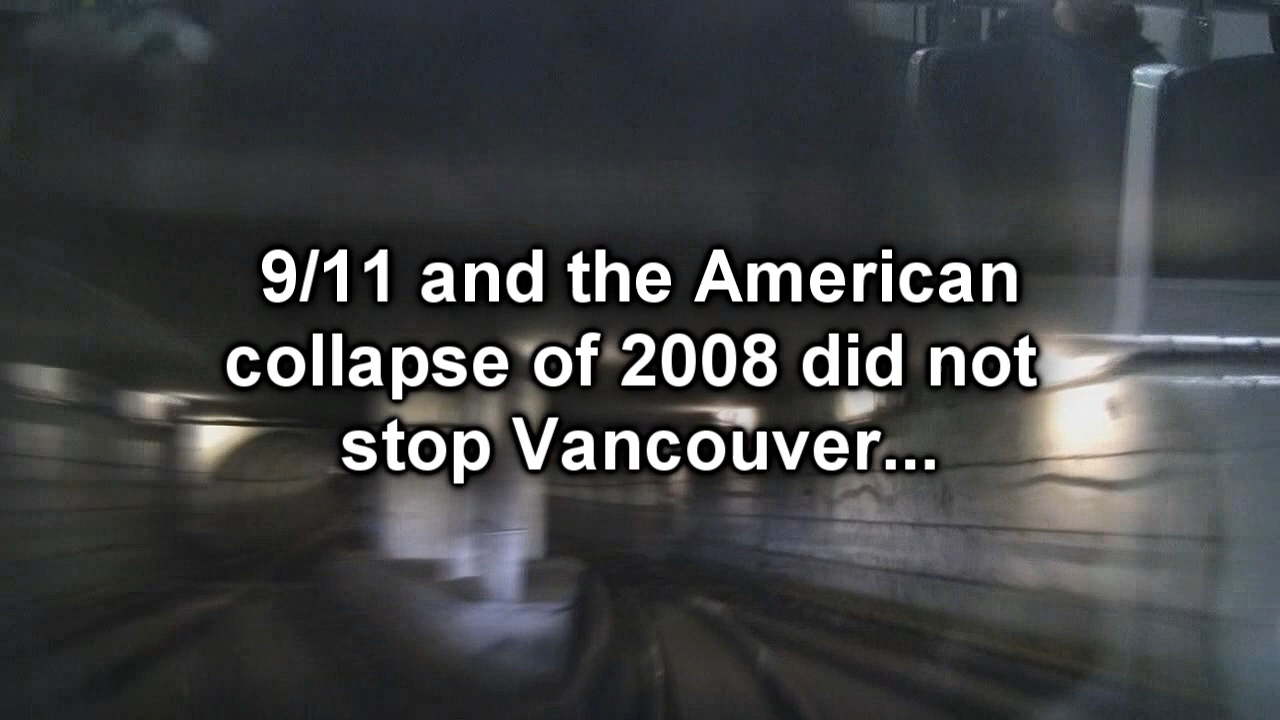 9/11 and the American
collapse of 2008 did not
stop Vancouver...